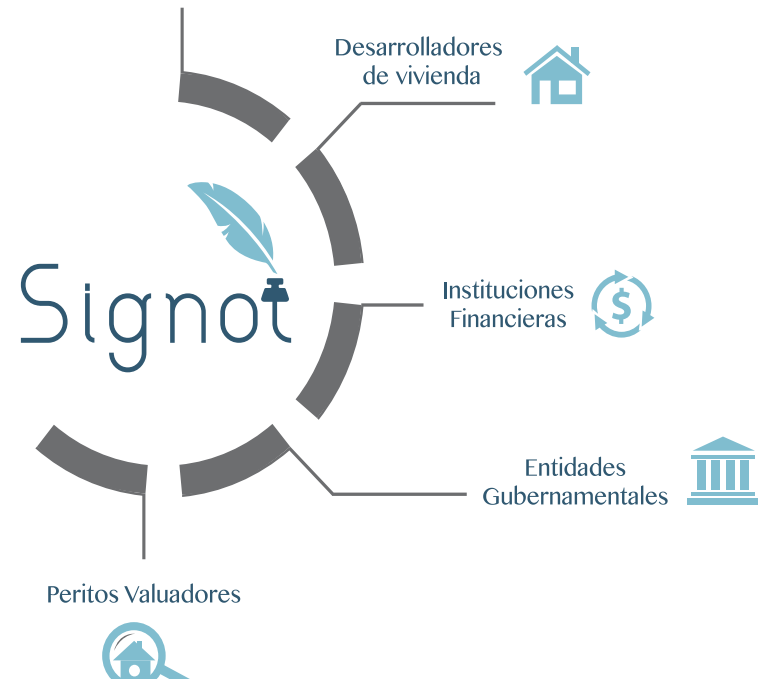 Desarrolladores
de vivienda
Signot
Instituciones
Financieras
$
Entidades
Gubernamentales
Peritos Valuadores